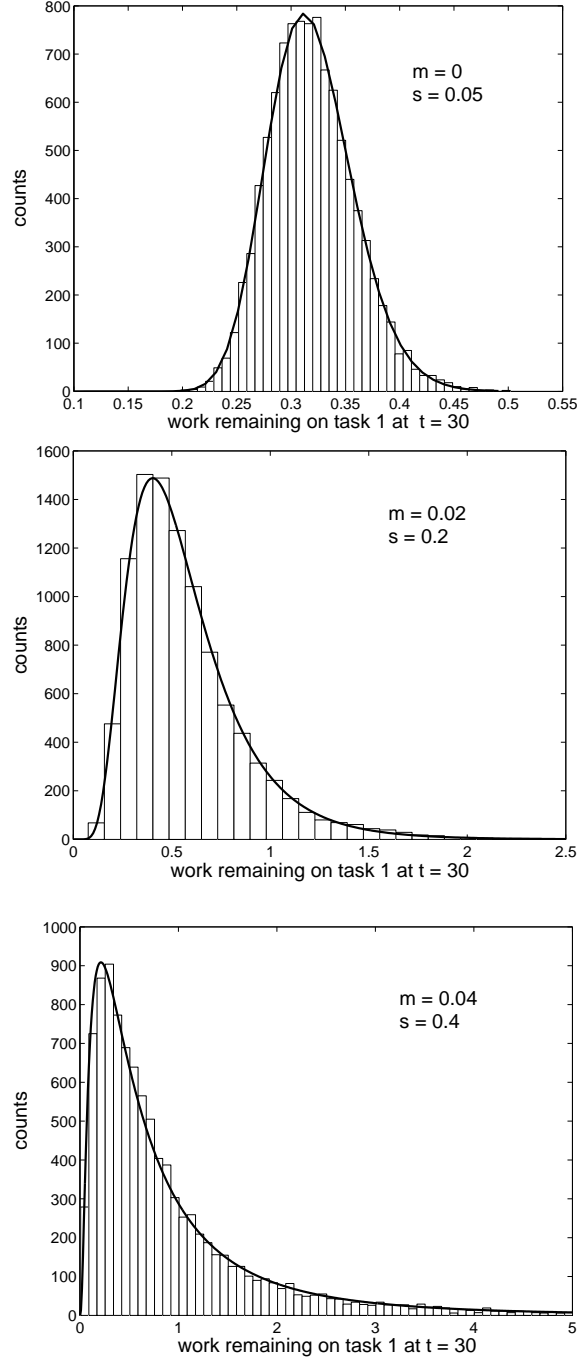 800
700
600
500
400
300
200
100
0
counts
m = 0
s = 0.05
0.1 0.15 0.2 0.25 0.3 0.35 0.4 0.45 0.5 0.55
work remaining on task 1 at t = 30
1600
1400
1200
1000
800
600
400
200
0
counts
m = 0.02
s = 0.2
0 0.5 1 1.5 2 2.5
work remaining on task 1 at t = 30
1000
900
800
700
600
500
400
300
200
100
0
counts
m = 0.04
s = 0.4
0 1 2 3 4 5
work remaining on task 1 at t = 30